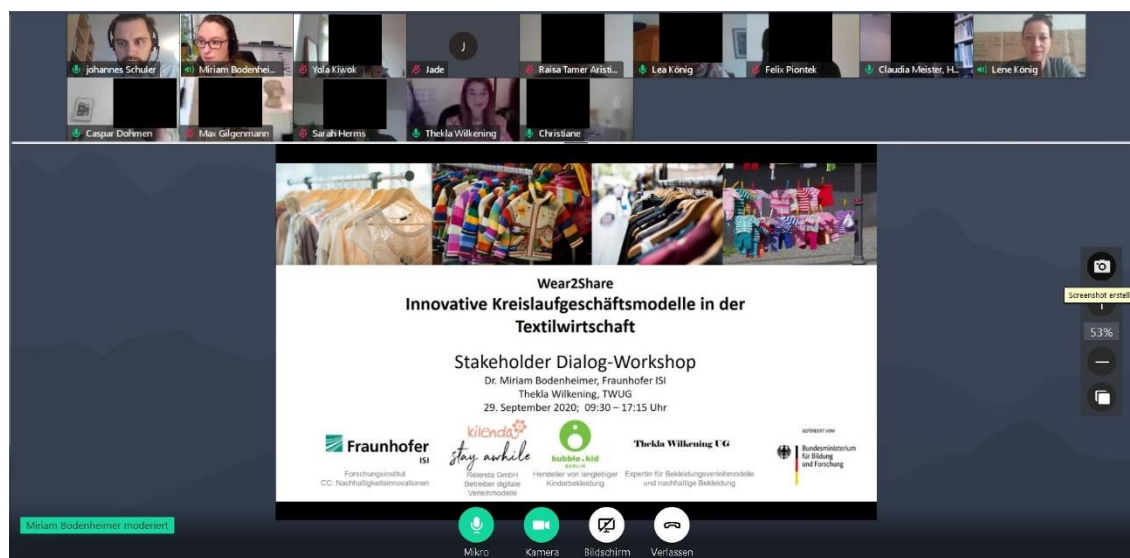 johannes Schuler
Miriam Bodenhei...
Yola Kiwok
J
Jade
Raisa Tamer Aristi...
Lea König
Felix Piontek
Claudia Meister, H...
Lene König
Caspar Dohmen
Max Gilgenmann
Sarah Herms
Thekla Wilkening
Christiane
Wear2Share
Innovative Kreislaufgeschäftsmodelle in der
Textilwirtschaft
Stakeholder Dialog-Workshop
Dr. Miriam Bodenheimer, Fraunhofer ISI
Thekla Wilkening, TWUG
29. September 2020; 09:30 – 17:15 Uhr
Fraunhofer
ISI
Forschungsinstitut
CC: Nachhaltigkeitsinnovationen
kilenda
stay awhile
Relenda GmbH
Betreiber digitale
Verleihmodelle
bubble.kid
BERLIN
Hersteller von langlebiger
Kinderbekleidung
Thekla Wilkening UG
Expertin für Bekleidungsverleihmodelle
und nachhaltige Bekleidung
GEFÖRDERT VOM
Bundesministerium
für Bildung
und Forschung
Screenshot erstell
53%
Miriam Bodenheimer moderiert
Mikro
Kamera
Bildschirm
Verlassen